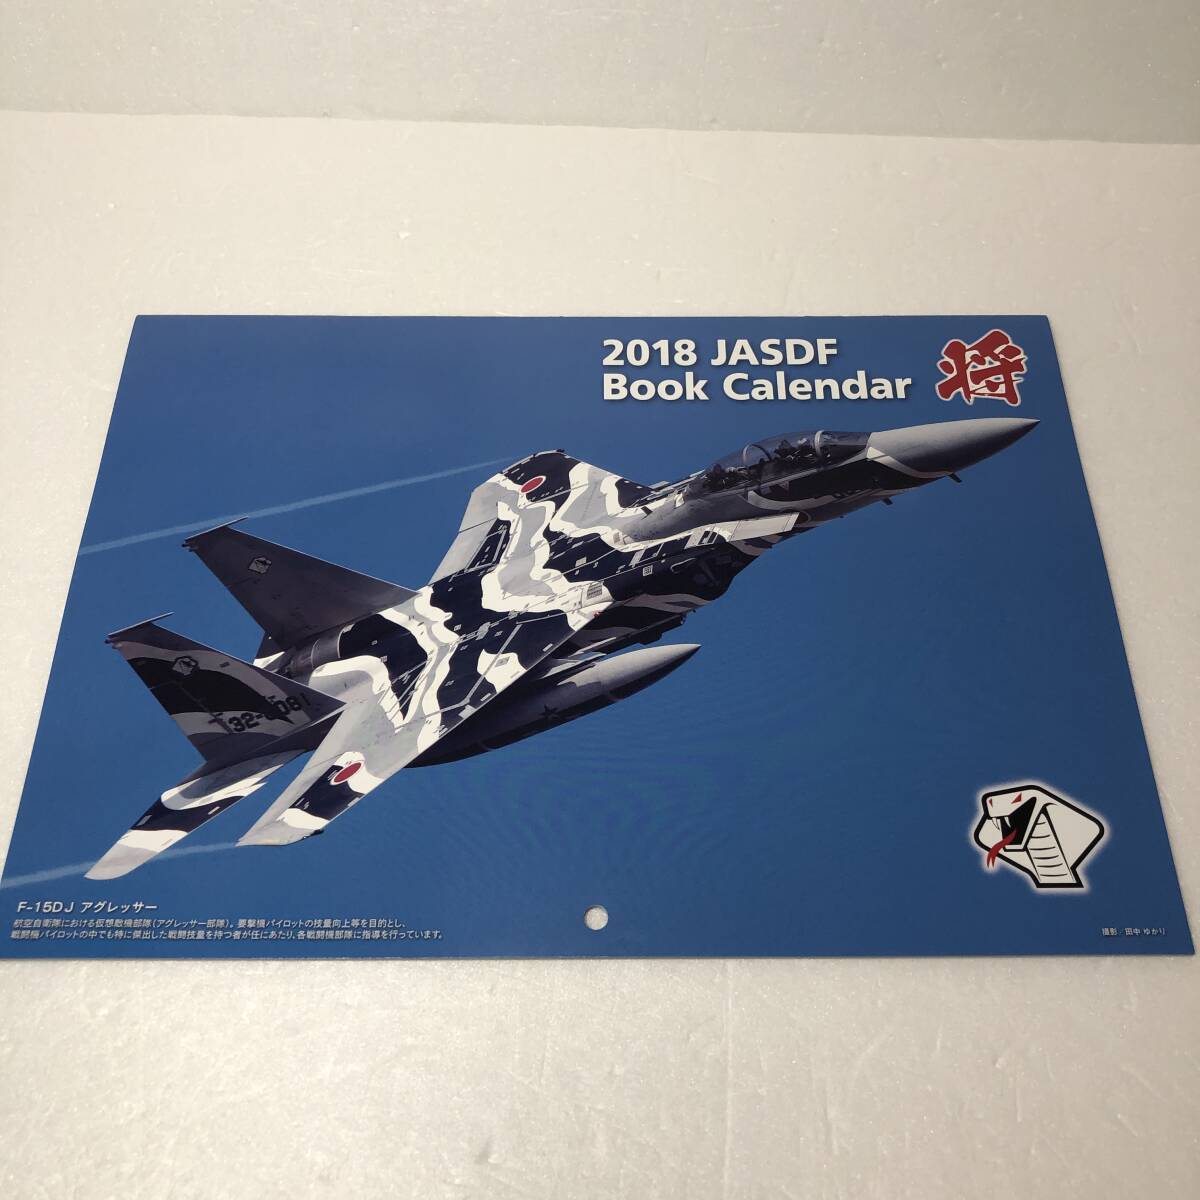 2018 JASDF
Book Calendar
将
32-8081
F-15DJ アグレッサー
航空自衛隊における仮想敵機部隊(アグレッサー部隊)。要撃機パイロットの技量向上等を目的とし、
戦闘機パイロットの中でも特に傑出した戦闘技量を持つ者が任にあたり、各戦闘機部隊に指導を行っています。
撮影/田中 ゆかり